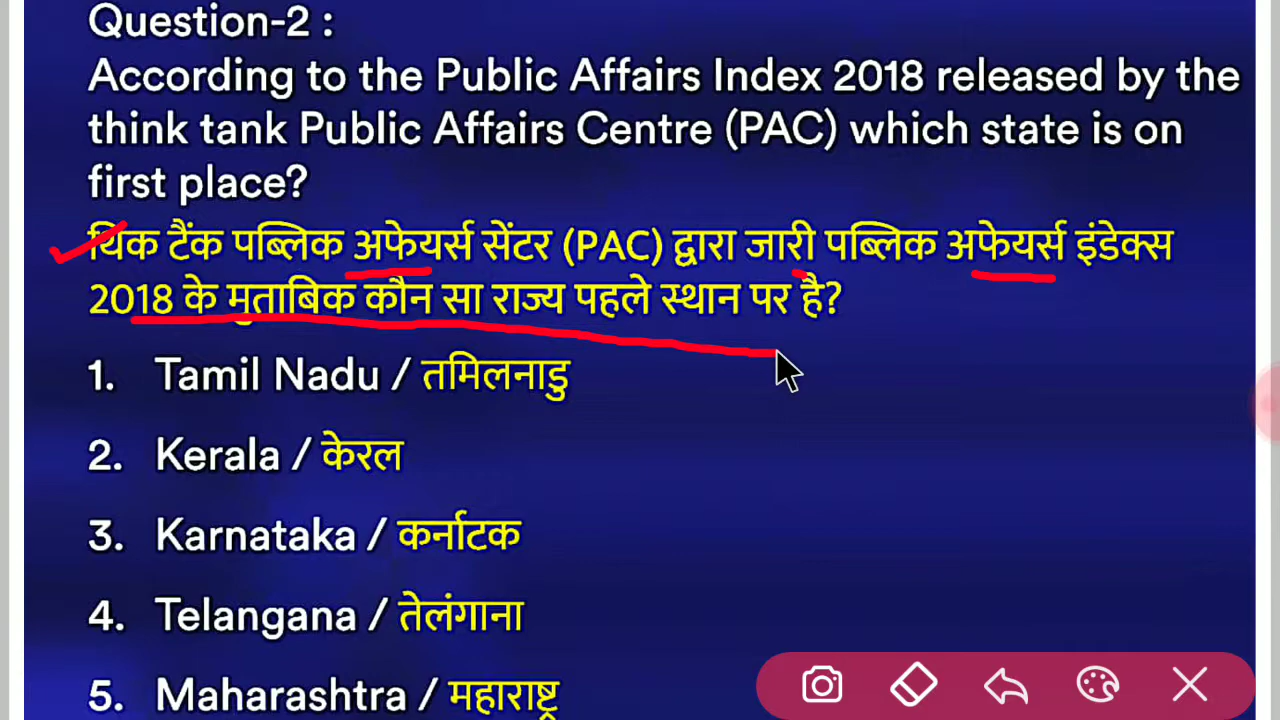 Question-2 :
According to the Public Affairs Index 2018 released by the
think tank Public Affairs Centre (PAC) which state is on
first place?
थिंक टैंक पब्लिक अफेयर्स सेंटर (PAC) द्वारा जारी पब्लिक अफेयर्स इंडेक्स
2018 के मुताबिक कौन सा राज्य पहले स्थान पर है?
1. Tamil Nadu / तमिलनाडु
2. Kerala / केरल
3. Karnataka / कर्नाटक
4. Telangana / तेलंगाना
5. Maharashtra / महाराष्ट्र